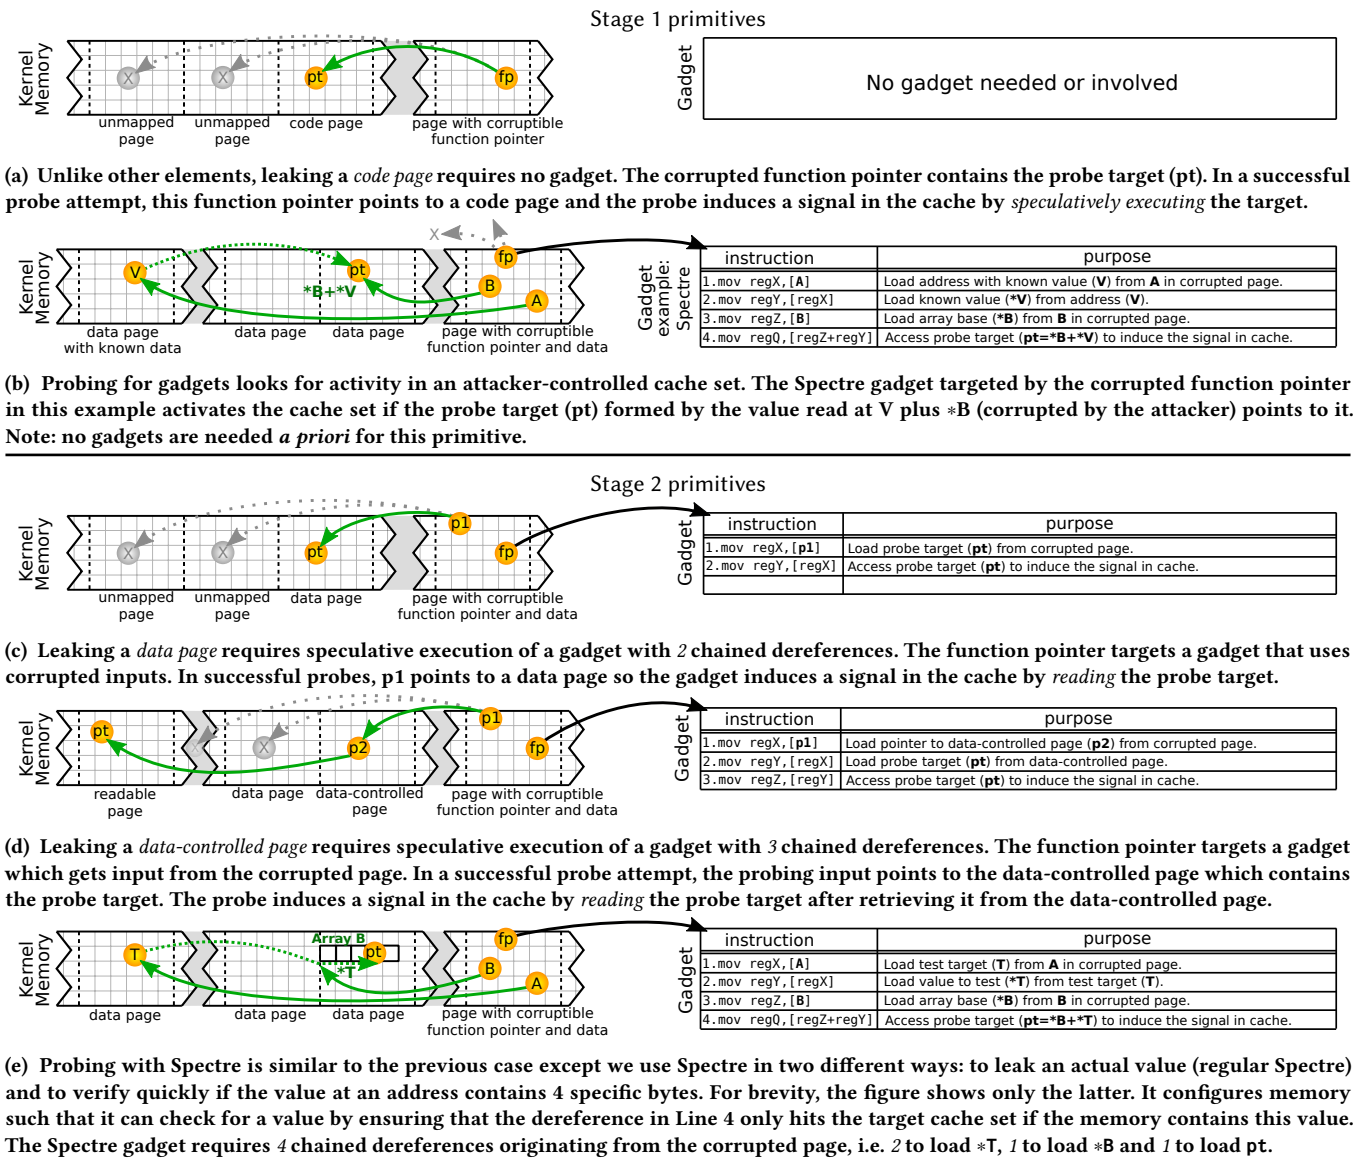 Stage 1 primitives
Kernel
Memory
X
X
pt
fp
unmapped
page
unmapped
page
code page
page with corruptible
function pointer
Gadget
No gadget needed or involved
(a) Unlike other elements, leaking a code page requires no gadget. The corrupted function pointer contains the probe target (pt). In a successful
probe attempt, this function pointer points to a code page and the probe induces a signal in the cache by speculatively executing the target.
Kernel
Memory
X
fp
V
pt
*B+*V
B
A
data page
with known data
data page
data page
page with corruptible
function pointer and data
Gadget
example:
Spectre
instruction purpose
1.mov regX,[A] Load address with known value (V) from A in corrupted page.
2.mov regY,[regX] Load known value (*V) from address (V).
3.mov regZ,[B] Load array base (*B) from B in corrupted page.
4.mov regQ,[regZ+regY] Access probe target (pt=*B+*V) to induce the signal in cache.
(b) Probing for gadgets looks for activity in an attacker-controlled cache set. The Spectre gadget targeted by the corrupted function pointer
in this example activates the cache set if the probe target (pt) formed by the value read at V plus *B (corrupted by the attacker) points to it.
Note: no gadgets are needed a priori for this primitive.
Stage 2 primitives
Kernel
Memory
X
X
pt
p1
fp
unmapped
page
unmapped
page
data page
page with corruptible
function pointer and data
Gadget
instruction purpose
1.mov regX,[p1] Load probe target (pt) from corrupted page.
2.mov regY,[regX] Access probe target (pt) to induce the signal in cache.
(c) Leaking a data page requires speculative execution of a gadget with 2 chained dereferences. The function pointer targets a gadget that uses
corrupted inputs. In successful probes, p1 points to a data page so the gadget induces a signal in the cache by reading the probe target.
Kernel
Memory
pt
X
X
p2
p1
fp
readable
page
data page
data-controlled
page
page with corruptible
function pointer and data
Gadget
instruction purpose
1.mov regX,[p1] Load pointer to data-controlled page (p2) from corrupted page.
2.mov regY,[regX] Load probe target (pt) from data-controlled page.
3.mov regZ,[regY] Access probe target (pt) to induce the signal in cache.
(d) Leaking a data-controlled page requires speculative execution of a gadget with 3 chained dereferences. The function pointer targets a gadget
which gets input from the corrupted page. In a successful probe attempt, the probing input points to the data-controlled page which contains
the probe target. The probe induces a signal in the cache by reading the probe target after retrieving it from the data-controlled page.
Kernel
Memory
T
Array B
pt
*T
fp
B
A
data page
data page
data page
page with corruptible
function pointer and data
Gadget
instruction purpose
1.mov regX,[A] Load test target (T) from A in corrupted page.
2.mov regY,[regX] Load value to test (*T) from test target (T).
3.mov regZ,[B] Load array base (*B) from B in corrupted page.
4.mov regQ,[regZ+regY] Access probe target (pt=*B+*T) to induce the signal in cache.
(e) Probing with Spectre is similar to the previous case except we use Spectre in two different ways: to leak an actual value (regular Spectre)
and to verify quickly if the value at an address contains 4 specific bytes. For brevity, the figure shows only the latter. It configures memory
such that it can check for a value by ensuring that the dereference in Line 4 only hits the target cache set if the memory contains this value.
The Spectre gadget requires 4 chained dereferences originating from the corrupted page, i.e. 2 to load *T, 1 to load *B and 1 to load pt.